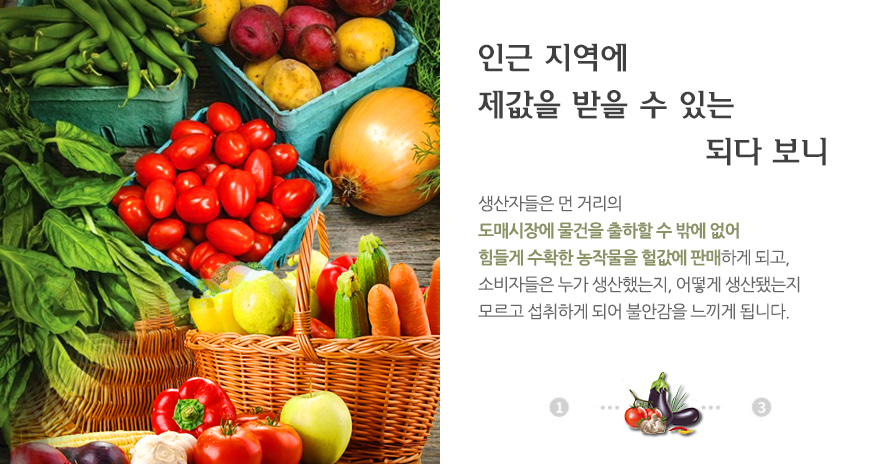 인근 지역에
제값을 받을 수 있는
되다 보니
생산자들은 먼 거리의
도매시장에 물건을 출하할 수 밖에 없어
힘들게 수확한 농작물을 헐값에 판매하게 되고,
소비자들은 누가 생산했는지, 어떻게 생산됐는지
모르고 섭취하게 되어 불안감을 느끼게 됩니다.
1 ••• ••• 3